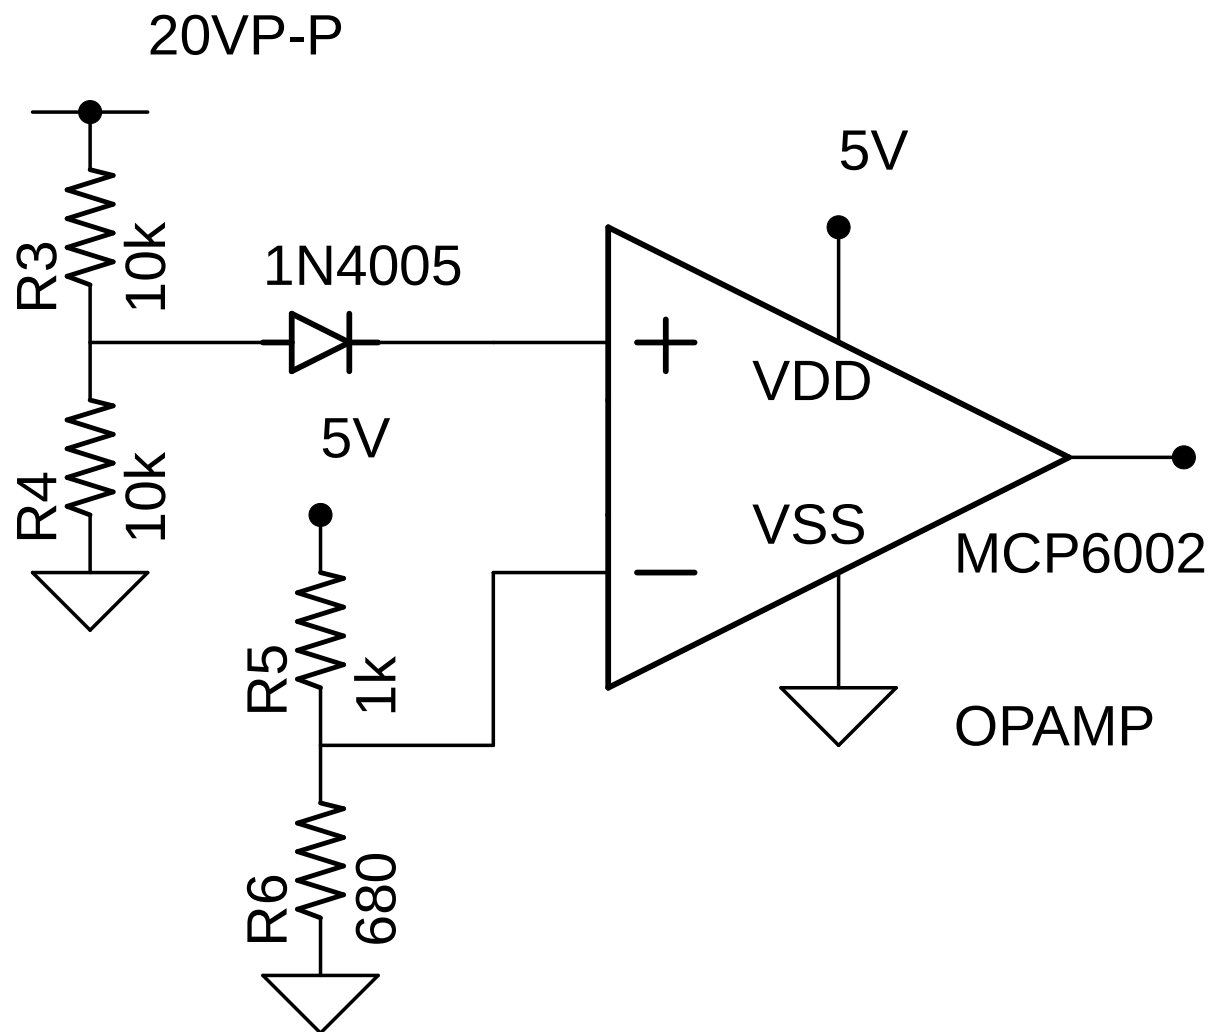 20VP-P
5V
R3
10k
1N4005
+
VDD
5V
R4
10k
VSS
MCP6002
−
R5
1k
OPAMP
R6
680